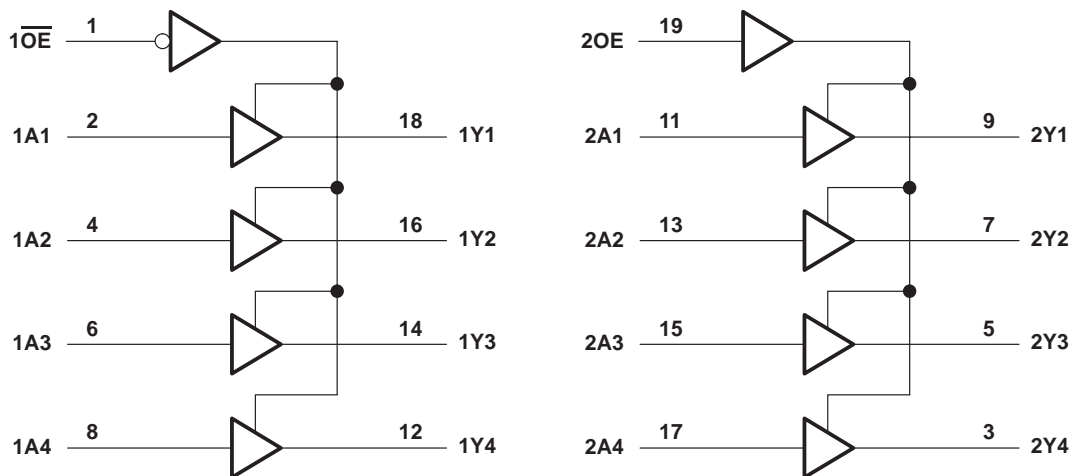 1O̅E̅ 1
1A1 2 18 1Y1
1A2 4 16 1Y2
1A3 6 14 1Y3
1A4 8 12 1Y4
2OE 19
2A1 11 9 2Y1
2A2 13 7 2Y2
2A3 15 5 2Y3
2A4 17 3 2Y4